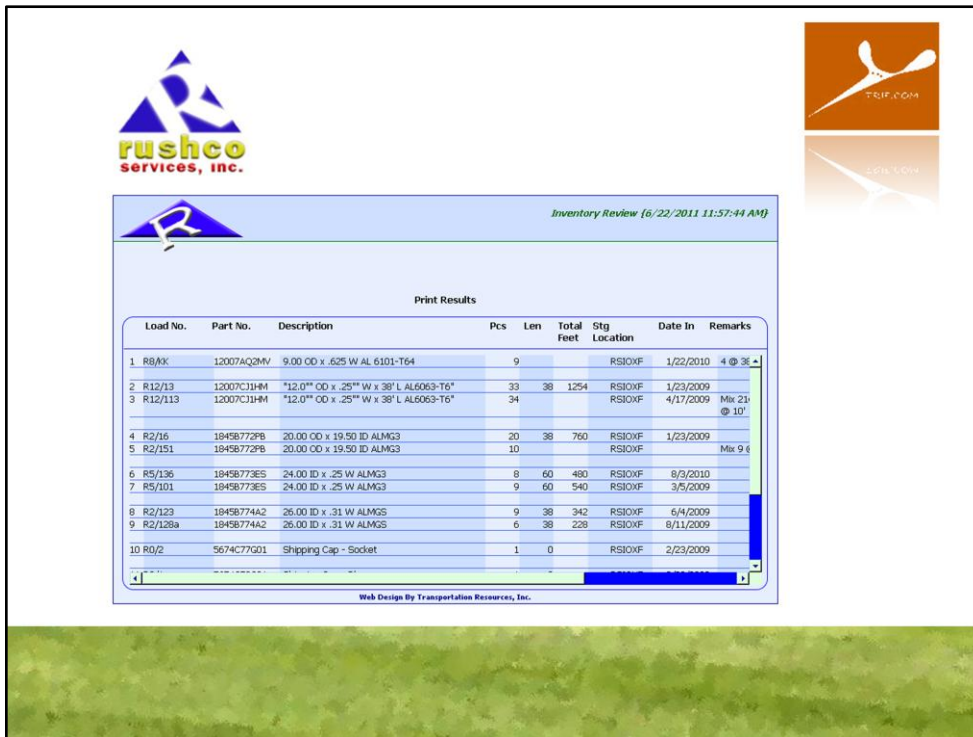 TRIF.COM
rushco
services, inc.
Inventory Review {6/22/2011 11:57:44 AM}
Print Results
Load No. Part No. Description Pcs Len Total Feet Stg Location Date In Remarks
1 R8/KK 12007AQ2MV 9.00 OD x .625 W AL 6101-T64 9 RSIOXF 1/22/2010 4 @ 38
2 R12/13 12007CJ1HM "12.0"" OD x .25"" W x 38' L AL6063-T6" 33 38 1254 RSIOXF 1/23/2009
3 R12/113 12007CJ1HM "12.0"" OD x .25"" W x 38' L AL6063-T6" 34 RSIOXF 4/17/2009 Mix 21
@ 10'
4 R2/16 1845B772PB 20.00 OD x 19.50 ID ALMG3 20 38 760 RSIOXF 1/23/2009
5 R2/151 1845B772PB 20.00 OD x 19.50 ID ALMG3 10 RSIOXF Mix 9
6 R5/136 1845B773ES 24.00 ID x .25 W ALMG3 8 60 480 RSIOXF 8/3/2010
7 R5/101 1845B773ES 24.00 ID x .25 W ALMG3 9 60 540 RSIOXF 3/5/2009
8 R2/123 1845B774A2 26.00 ID x .31 W ALMGS 9 38 342 RSIOXF 6/4/2009
9 R2/128a 1845B774A2 26.00 ID x .31 W ALMGS 6 38 228 RSIOXF 8/11/2009
10 R0/2 5674C77G01 Shipping Cap - Socket 1 0 RSIOXF 2/23/2009
Web Design By Transportation Resources, Inc.